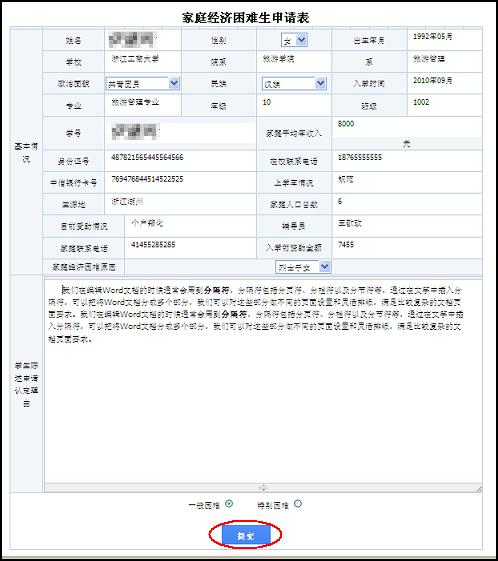 家庭经济困难生申请表
姓名 性别 女 出生年月 1992年05月
学校 浙江工商大学 院系 旅游学院 系 旅游管理
政治面貌 共青团员 民族 汉族 入学时间 2010年09月
专业 旅游管理专业 年级 10 班级 1002
学号 家庭平均年收入 8000 元
基本情况
身份证号 487821565445564566 在校联系电话 18765555555
中信银行卡号 769476844514522525 上学年情况
生源地 浙江湖州 家庭人口总数 6
目前受助情况 辅导员
家庭联系电话 41455285285 入学前资助金额 7455
家庭经济困难原因 烈士子女
学生陈述申请认定理由
我们在编辑Word文档的时候通常会用到分隔符，分隔符包括分页符、分栏符以及分节符等，通过在文字中插入分
隔符，可以把将Word文档分成多个部分，我们可以对这些部分做不同的页面设置和灵活排版，满足比较复杂的文档页
面要求。我们在编辑Word文档的时候通常会用到分隔符，分隔符包括分页符、分栏符以及分节符等，通过在文字中插
入分隔符，可以把将Word文档分成多个部分，我们可以对这些部分做不同的页面设置和灵活排版，满足比较复杂的文
档页面要求。
一般困难 特别困难
提交